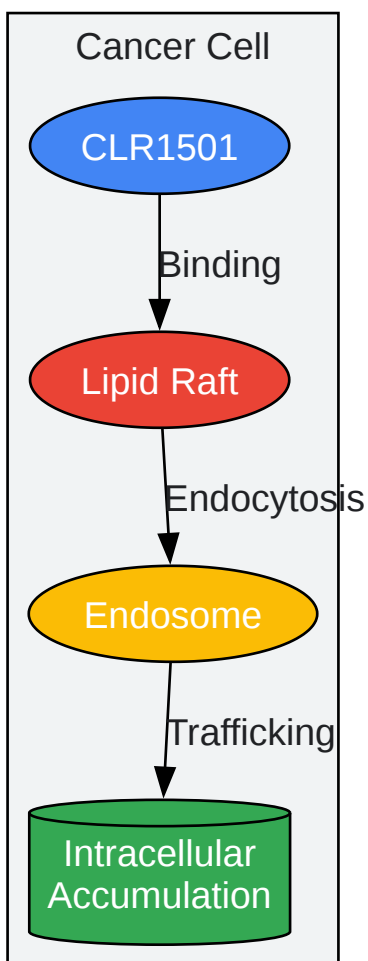 Cancer Cell
CLR1501
Binding
Lipid Raft
Endocytosis
Endosome
Trafficking
Intracellular
Accumulation